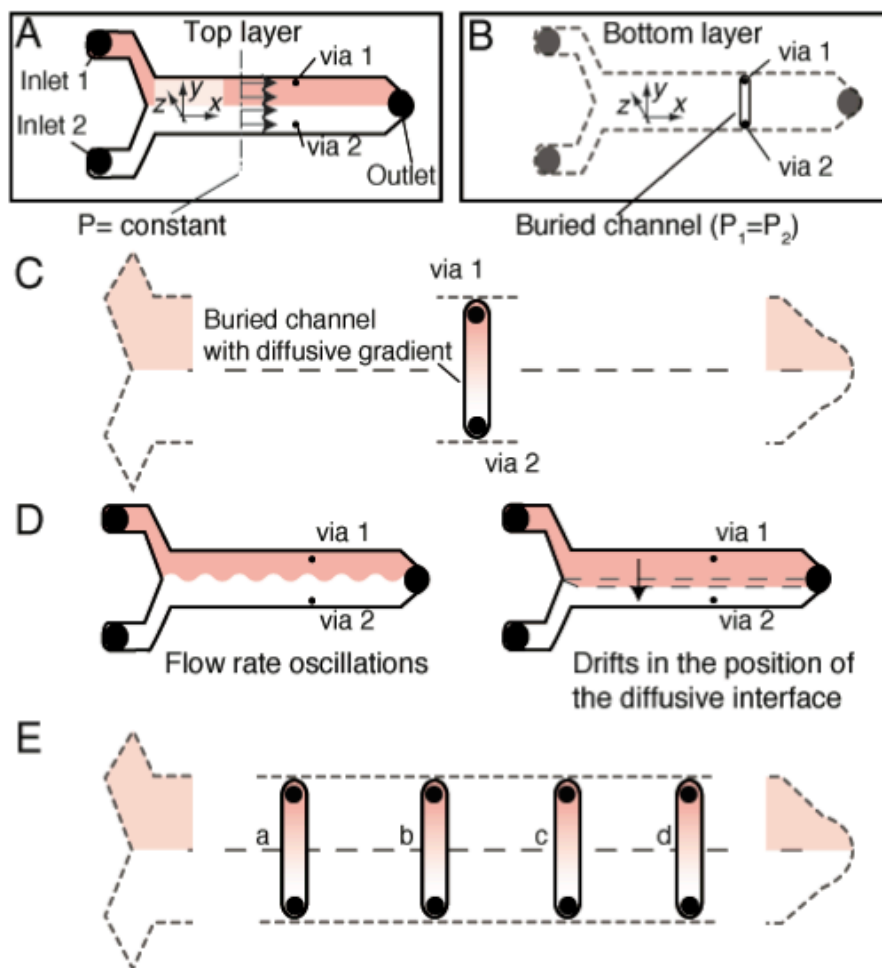 A
Top layer
via 1
Inlet 1
y
z
x
Inlet 2
via 2
Outlet
P= constant
B
Bottom layer
via 1
y
z
x
via 2
Buried channel (P₁=P₂)
C
via 1
Buried channel
with diffusive gradient
via 2
D
via 1
via 2
Flow rate oscillations
via 1
via 2
Drifts in the position of
the diffusive interface
E
a
b
c
d